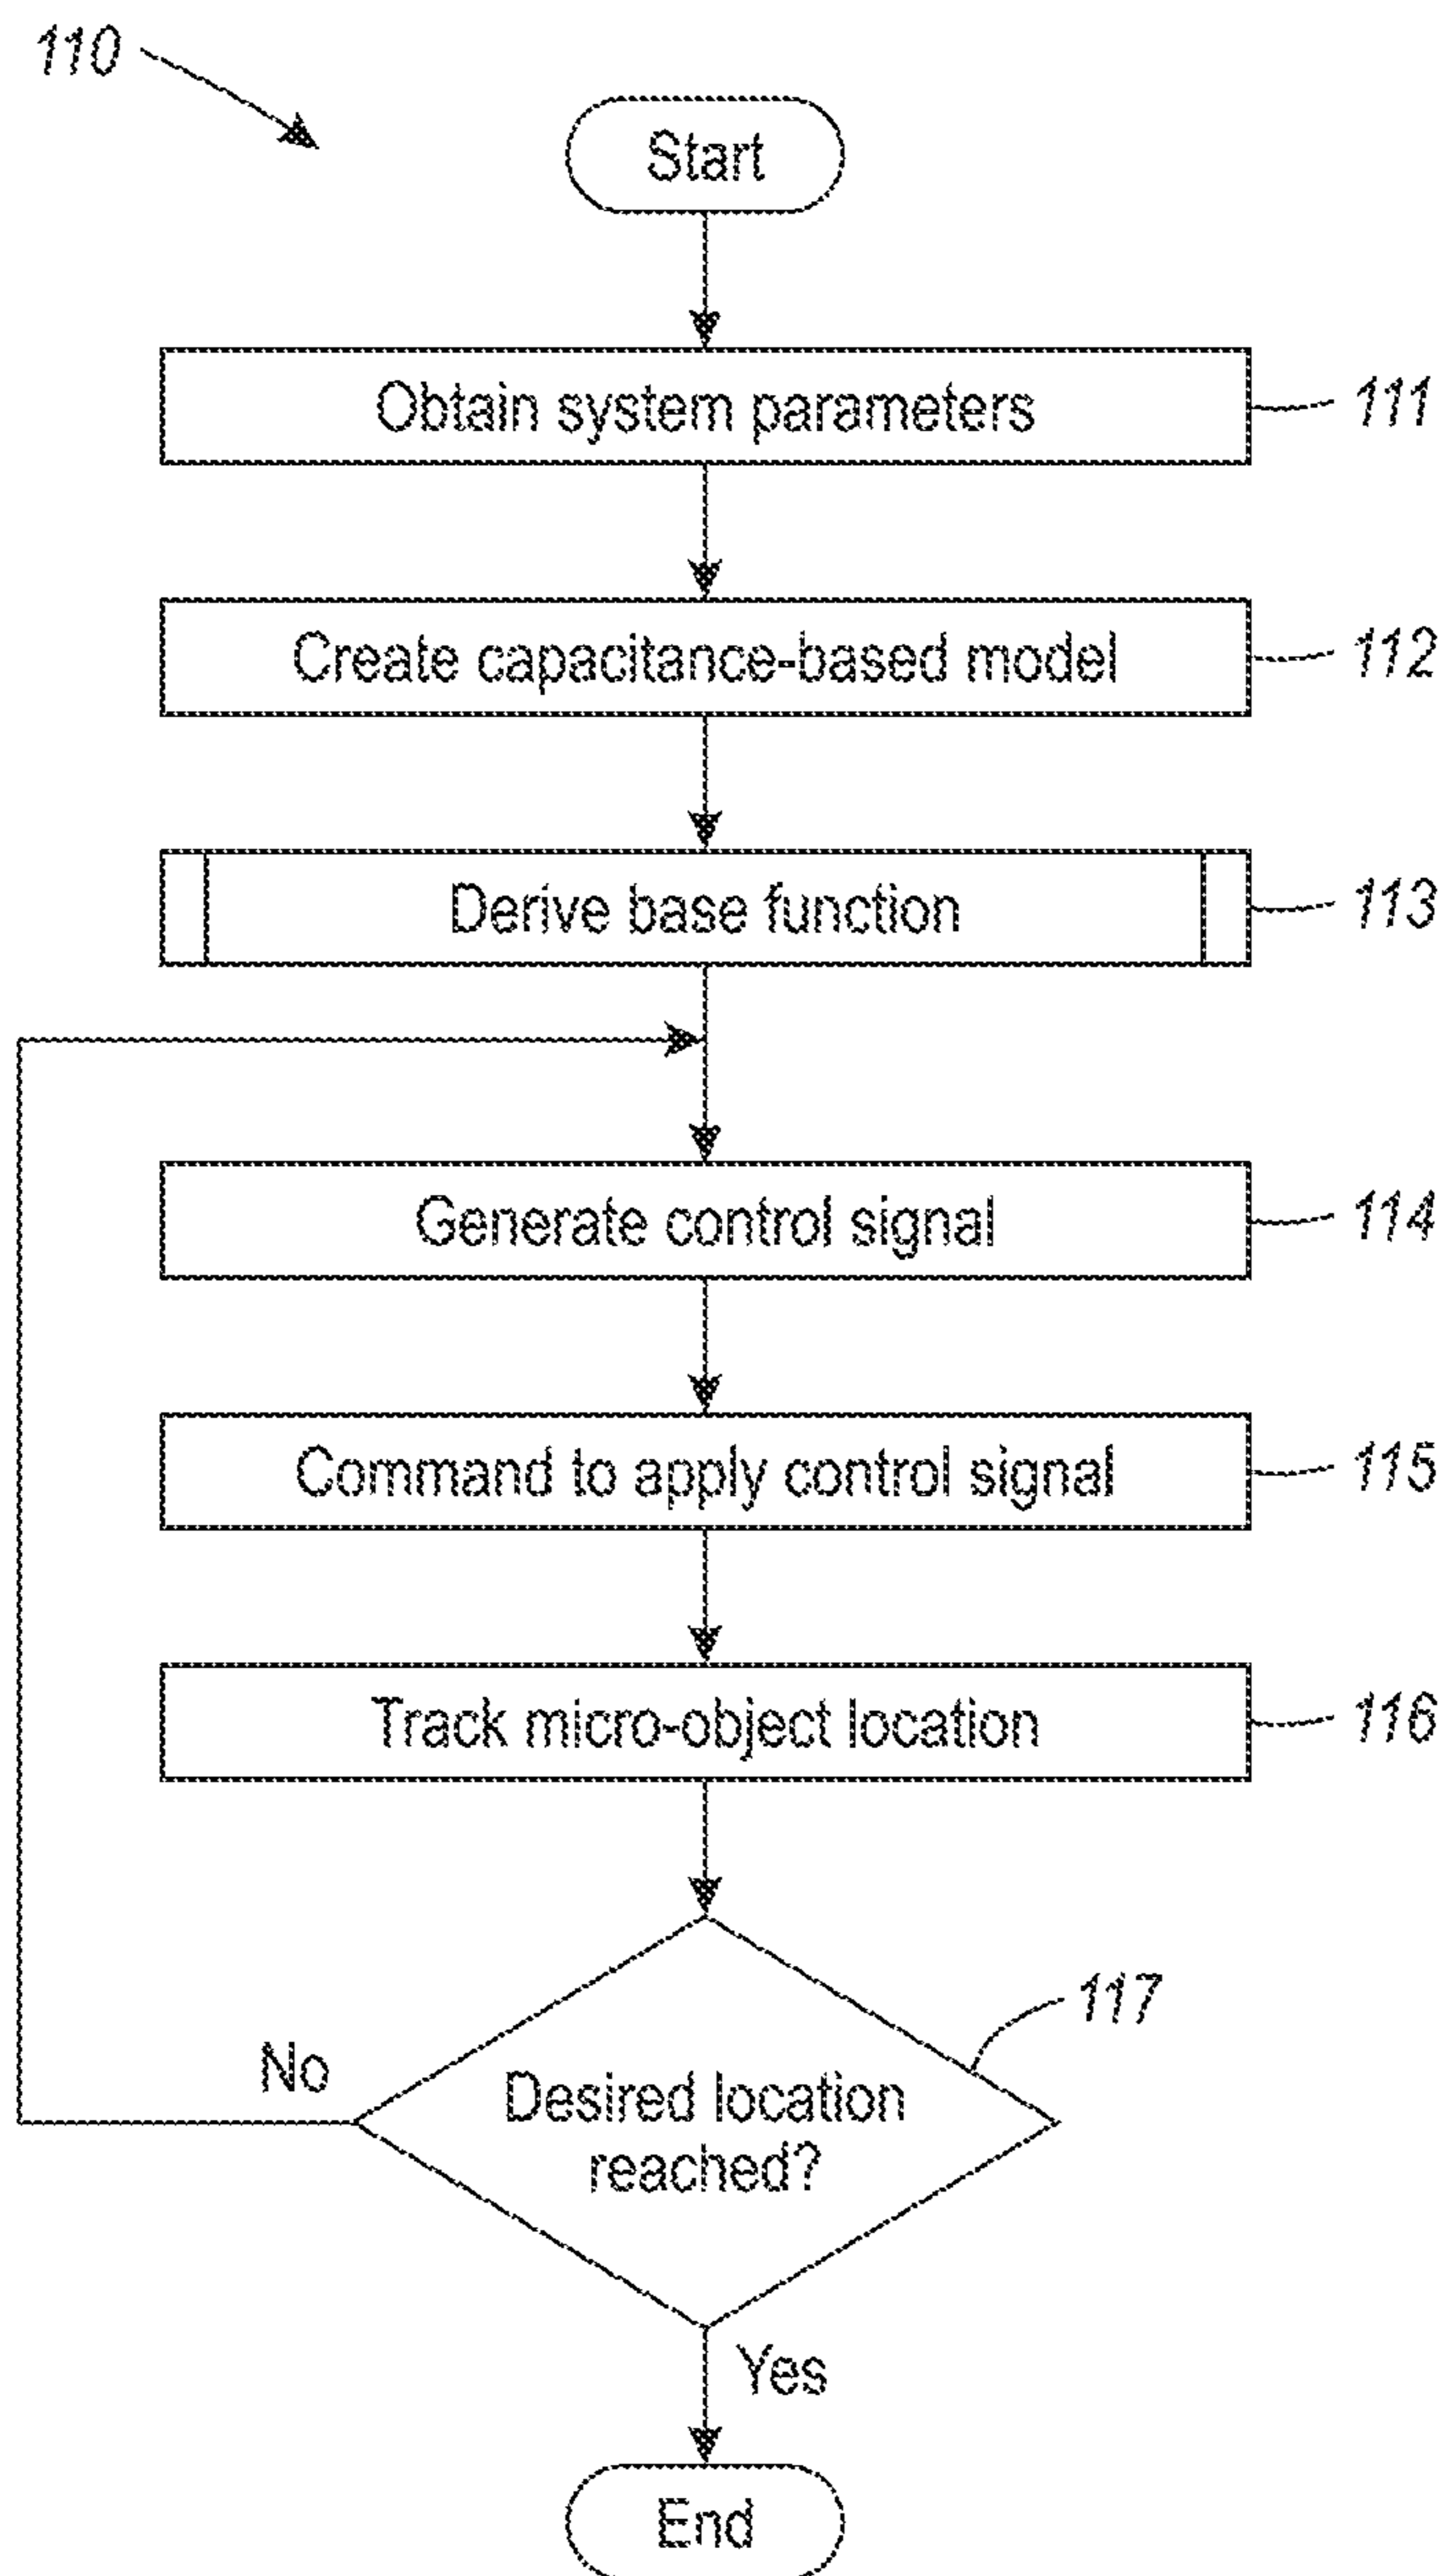 110
Start
Obtain system parameters
111
Create capacitance-based model
112
Derive base function
113
Generate control signal
114
Command to apply control signal
115
Track micro-object location
116
117
No
Desired location
reached?
Yes
End